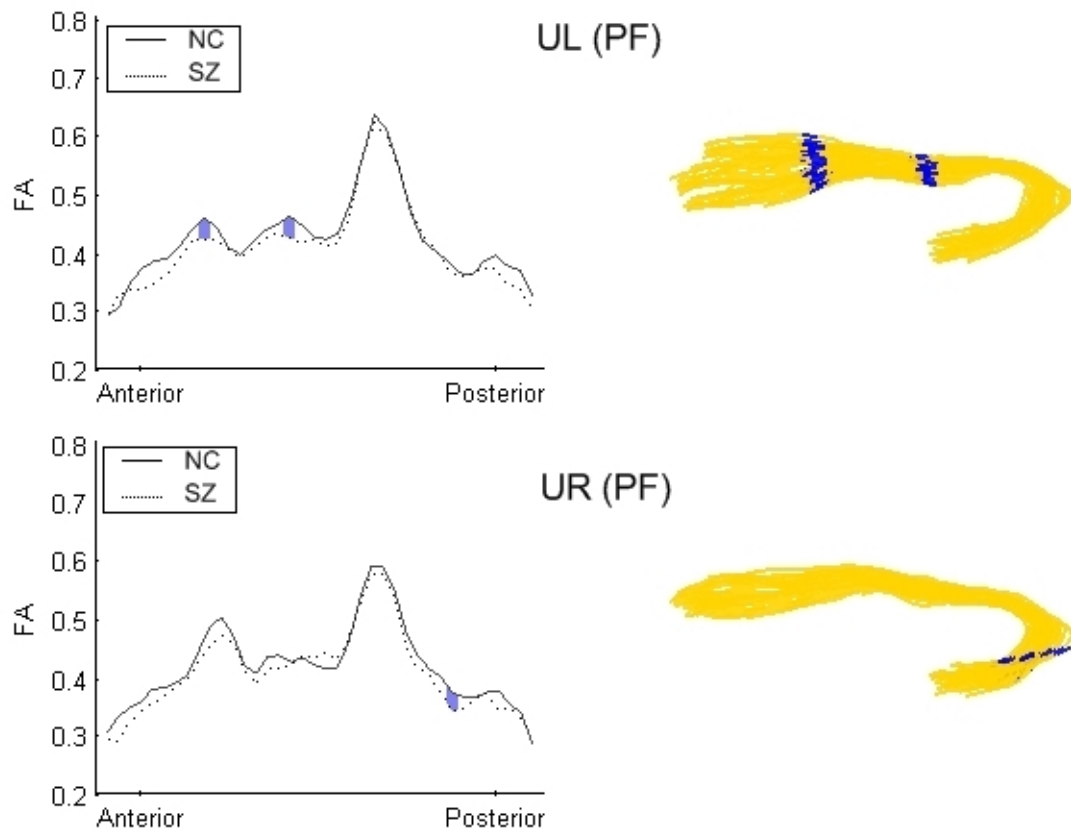 0.8
NC
SZ
UL (PF)
0.7
0.6
0.5
FA
0.4
0.3
0.2
Anterior
Posterior
0.8
NC
SZ
UR (PF)
0.7
0.6
0.5
FA
0.4
0.3
0.2
Anterior
Posterior